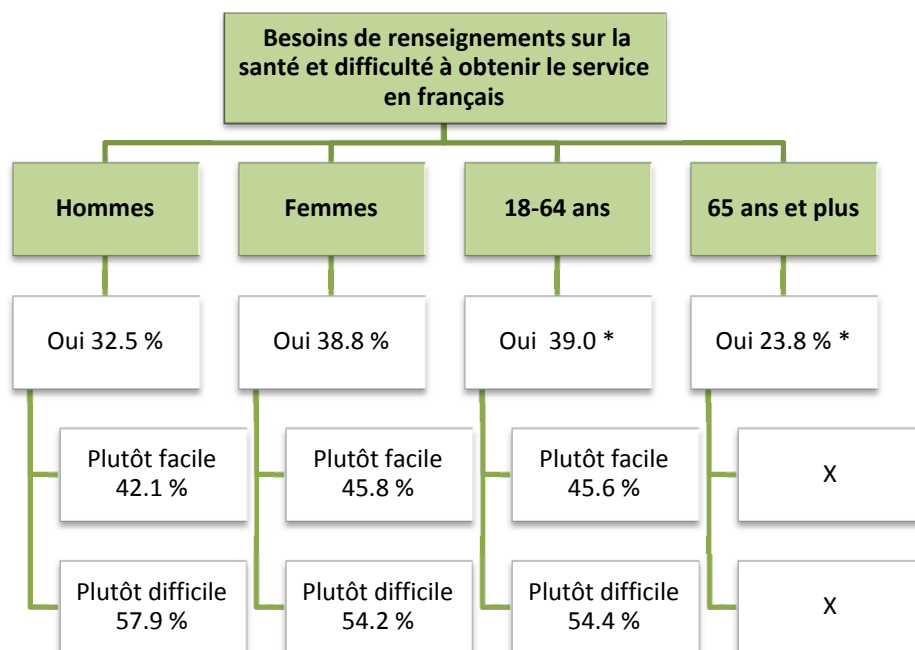 Besoins de renseignements sur la
santé et difficulté à obtenir le service
en français
Hommes
Femmes
18-64 ans
65 ans et plus
Oui 32.5 %
Oui 38.8 %
Oui 39.0 *
Oui 23.8 % *
Plutôt facile
42.1 %
Plutôt facile
45.8 %
Plutôt facile
45.6 %
X
Plutôt difficile
57.9 %
Plutôt difficile
54.2 %
Plutôt difficile
54.4 %
X